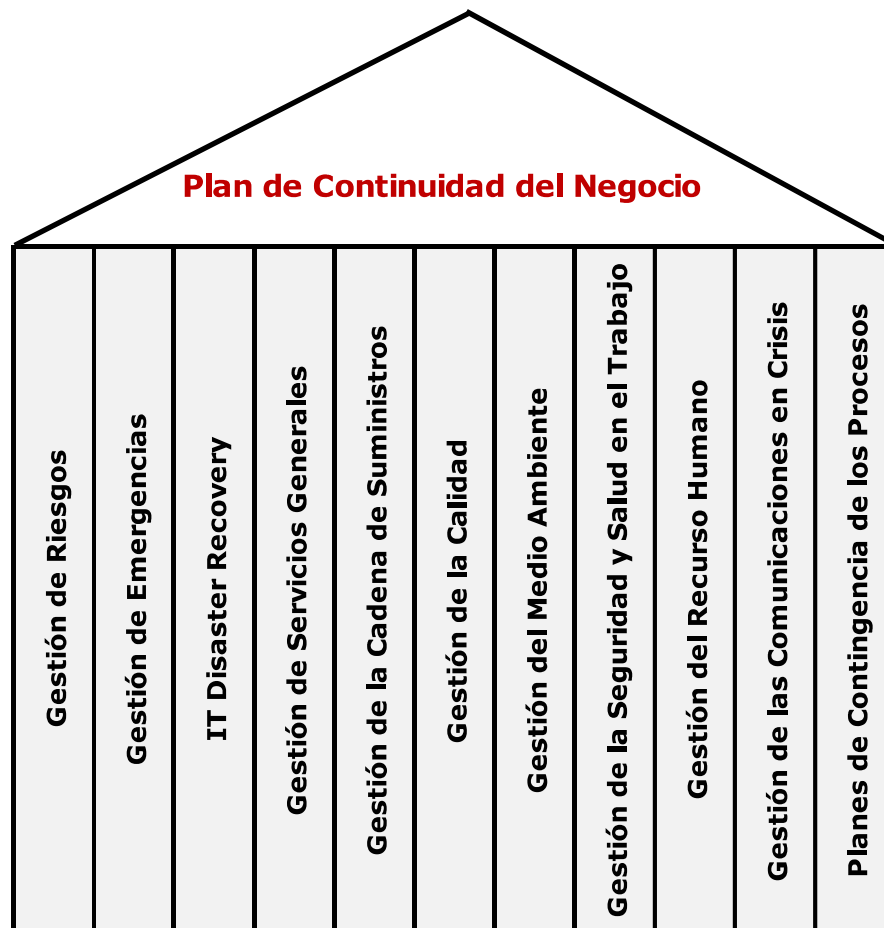 Plan de Continuidad del Negocio
Gestión de Riesgos
Gestión de Emergencias
IT Disaster Recovery
Gestión de Servicios Generales
Gestión de la Cadena de Suministros
Gestión de la Calidad
Gestión del Medio Ambiente
Gestión de la Seguridad y Salud en el Trabajo
Gestión del Recurso Humano
Gestión de las Comunicaciones en Crisis
Planes de Contingencia de los Procesos